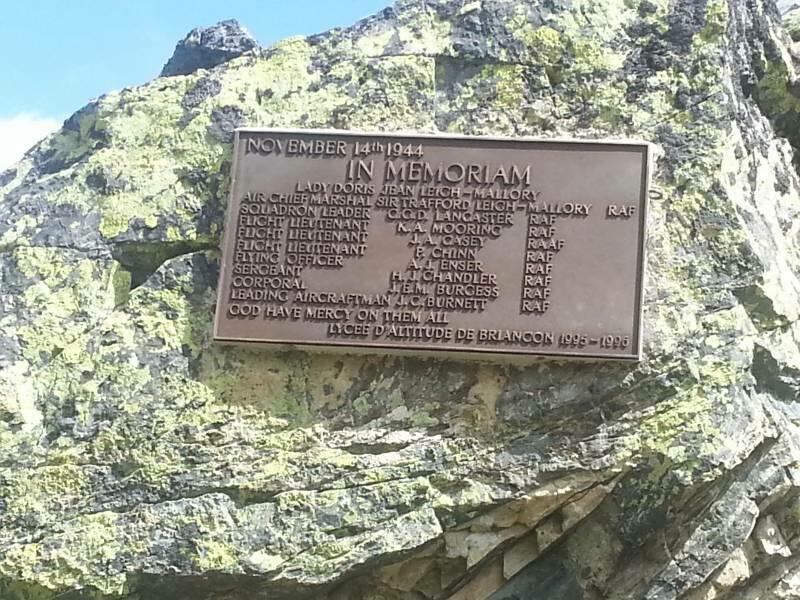 NOVEMBER 14th 1944
IN MEMORIAM
LADY DORIS JEAN LEIGH-MALLORY
AIR CHIEF MARSHAL SIR TRAFFORD LEIGH-MALLORY RAF
SQUADRON LEADER C.G.D. LANCASTER RAF
FLIGHT LIEUTENANT K.A. MOORING RAF
FLIGHT LIEUTENANT J.A. CASEY RAAF
FLIGHT LIEUTENANT P. CHINN RAF
FLYING OFFICER A.J. ENSER RAF
SERGEANT H.J. CHANDLER RAF
CORPORAL J.E.M. BURGESS RAF
LEADING AIRCRAFTMAN J.C. BURNETT RAF
GOD HAVE MERCY ON THEM ALL
LYCEE D'ALTITUDE DE BRIANCON 1995-1996